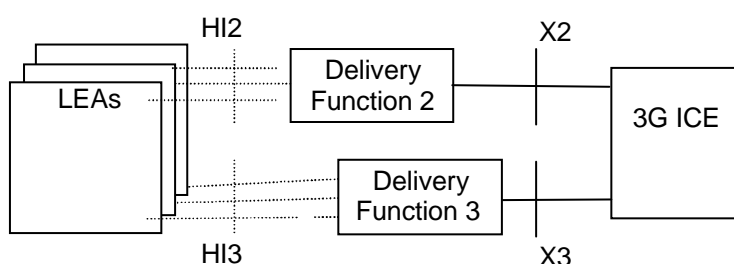 HI2
X2
LEAs
Delivery
Function 2
3G ICE
Delivery
Function 3
HI3
X3